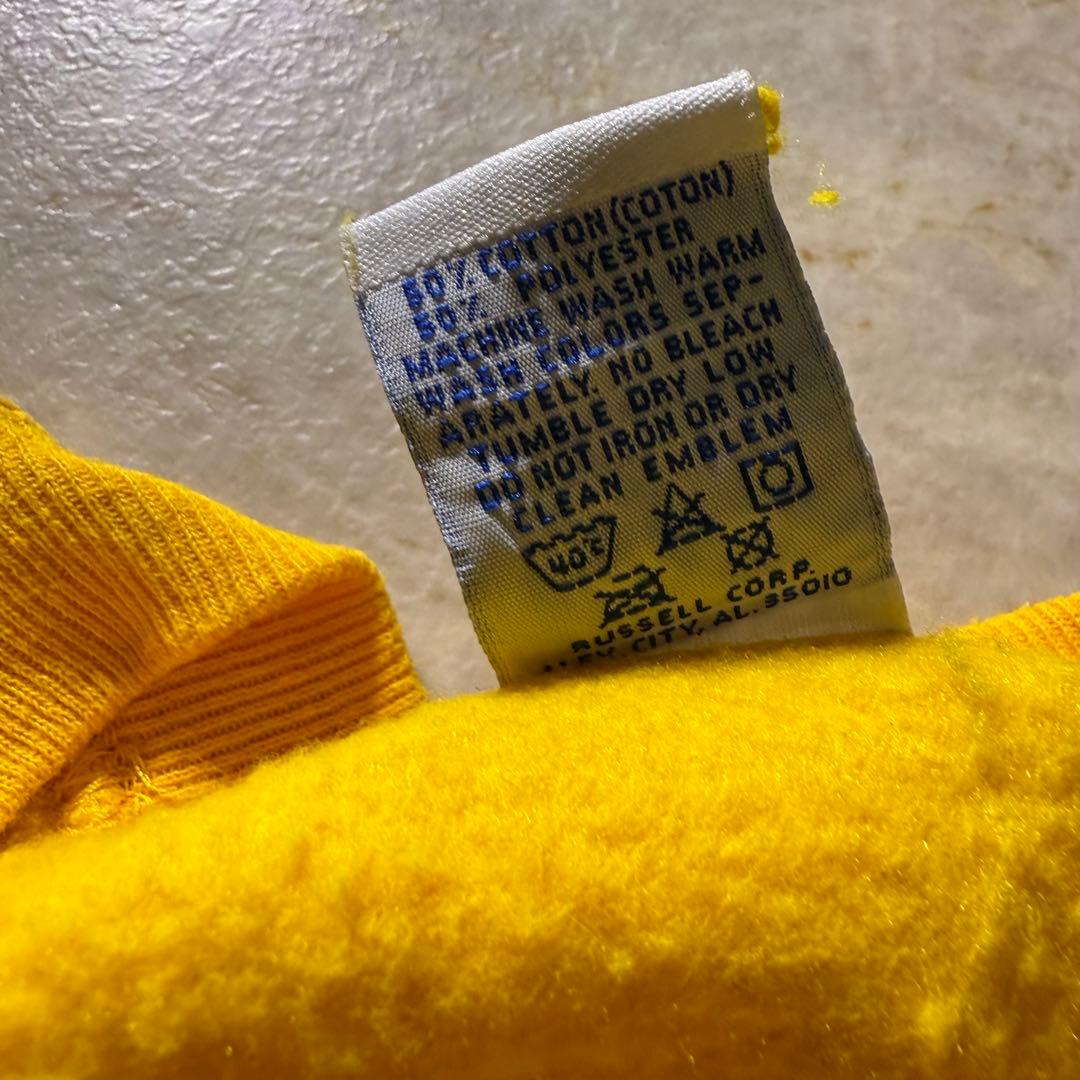 50% COTTON(COTON)
50% POLYESTER
MACHINE WASH WARM
WASH COLORS SEP-
ARATELY. NO BLEACH
TUMBLE DRY LOW
DO NOT IRON OR DRY
CLEAN EMBLEM
40°C
RUSSELL CORP.
ALEX CITY, AL. 35010